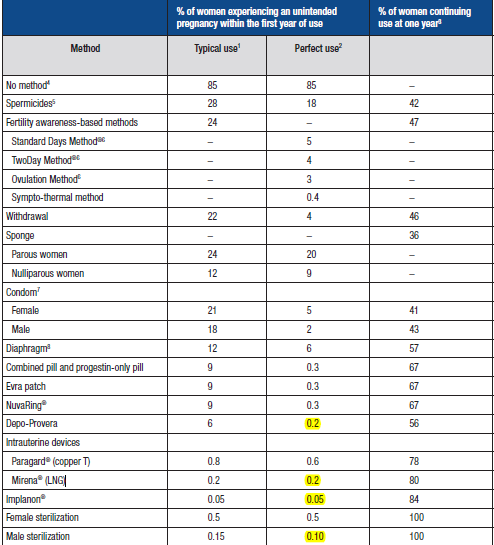 % of women experiencing an unintended pregnancy within the first year of use	% of women continuing use at one year³
Method	Typical use¹	Perfect use²
No method⁴	85	85	–
Spermicides⁵	28	18	42
Fertility awareness-based methods	24	–	47
Standard Days Method®⁶	–	5	–
TwoDay Method®⁶	–	4	–
Ovulation Method⁶	–	3	–
Sympto-thermal method	–	0.4	–
Withdrawal	22	4	46
Sponge	–	–	36
Parous women	24	20	–
Nulliparous women	12	9	–
Condom⁷
Female	21	5	41
Male	18	2	43
Diaphragm⁸	12	6	57
Combined pill and progestin-only pill	9	0.3	67
Evra patch	9	0.3	67
NuvaRing®	9	0.3	67
Depo-Provera	6	0.2	56
Intrauterine devices
Paragard® (copper T)	0.8	0.6	78
Mirena® (LNG)	0.2	0.2	80
Implanon®	0.05	0.05	84
Female sterilization	0.5	0.5	100
Male sterilization	0.15	0.10	100